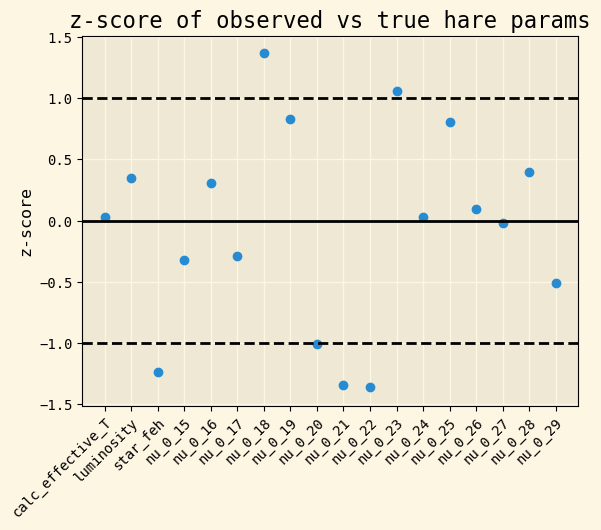 z-score of observed vs true hare params
z-score
1.5
1.0
0.5
0.0
−0.5
−1.0
−1.5
calc_effective_T
luminosity
star_feh
nu_0_15
nu_0_16
nu_0_17
nu_0_18
nu_0_19
nu_0_20
nu_0_21
nu_0_22
nu_0_23
nu_0_24
nu_0_25
nu_0_26
nu_0_27
nu_0_28
nu_0_29